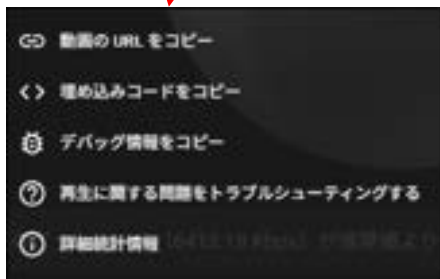 動画の URL をコピー
埋め込みコードをコピー
デバッグ情報をコピー
再生に関する問題をトラブルシューティングする
詳細統計情報